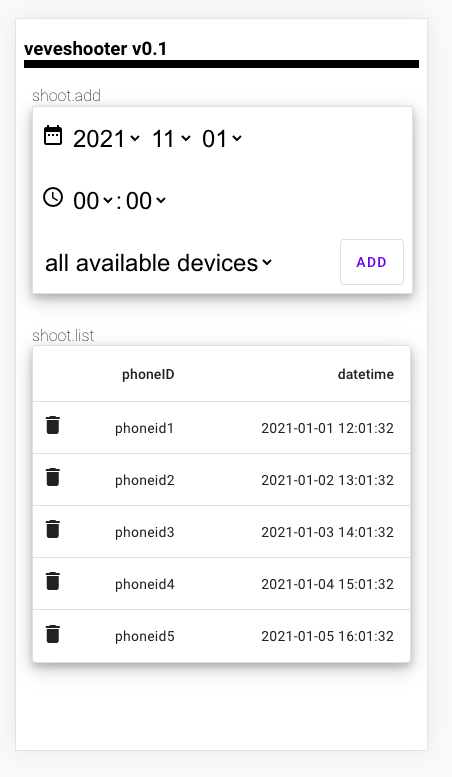 veveshooter v0.1
shoot.add
2021 11 01
00 : 00
all available devices ADD
shoot.list
phoneID datetime
phoneid1 2021-01-01 12:01:32
phoneid2 2021-01-02 13:01:32
phoneid3 2021-01-03 14:01:32
phoneid4 2021-01-04 15:01:32
phoneid5 2021-01-05 16:01:32